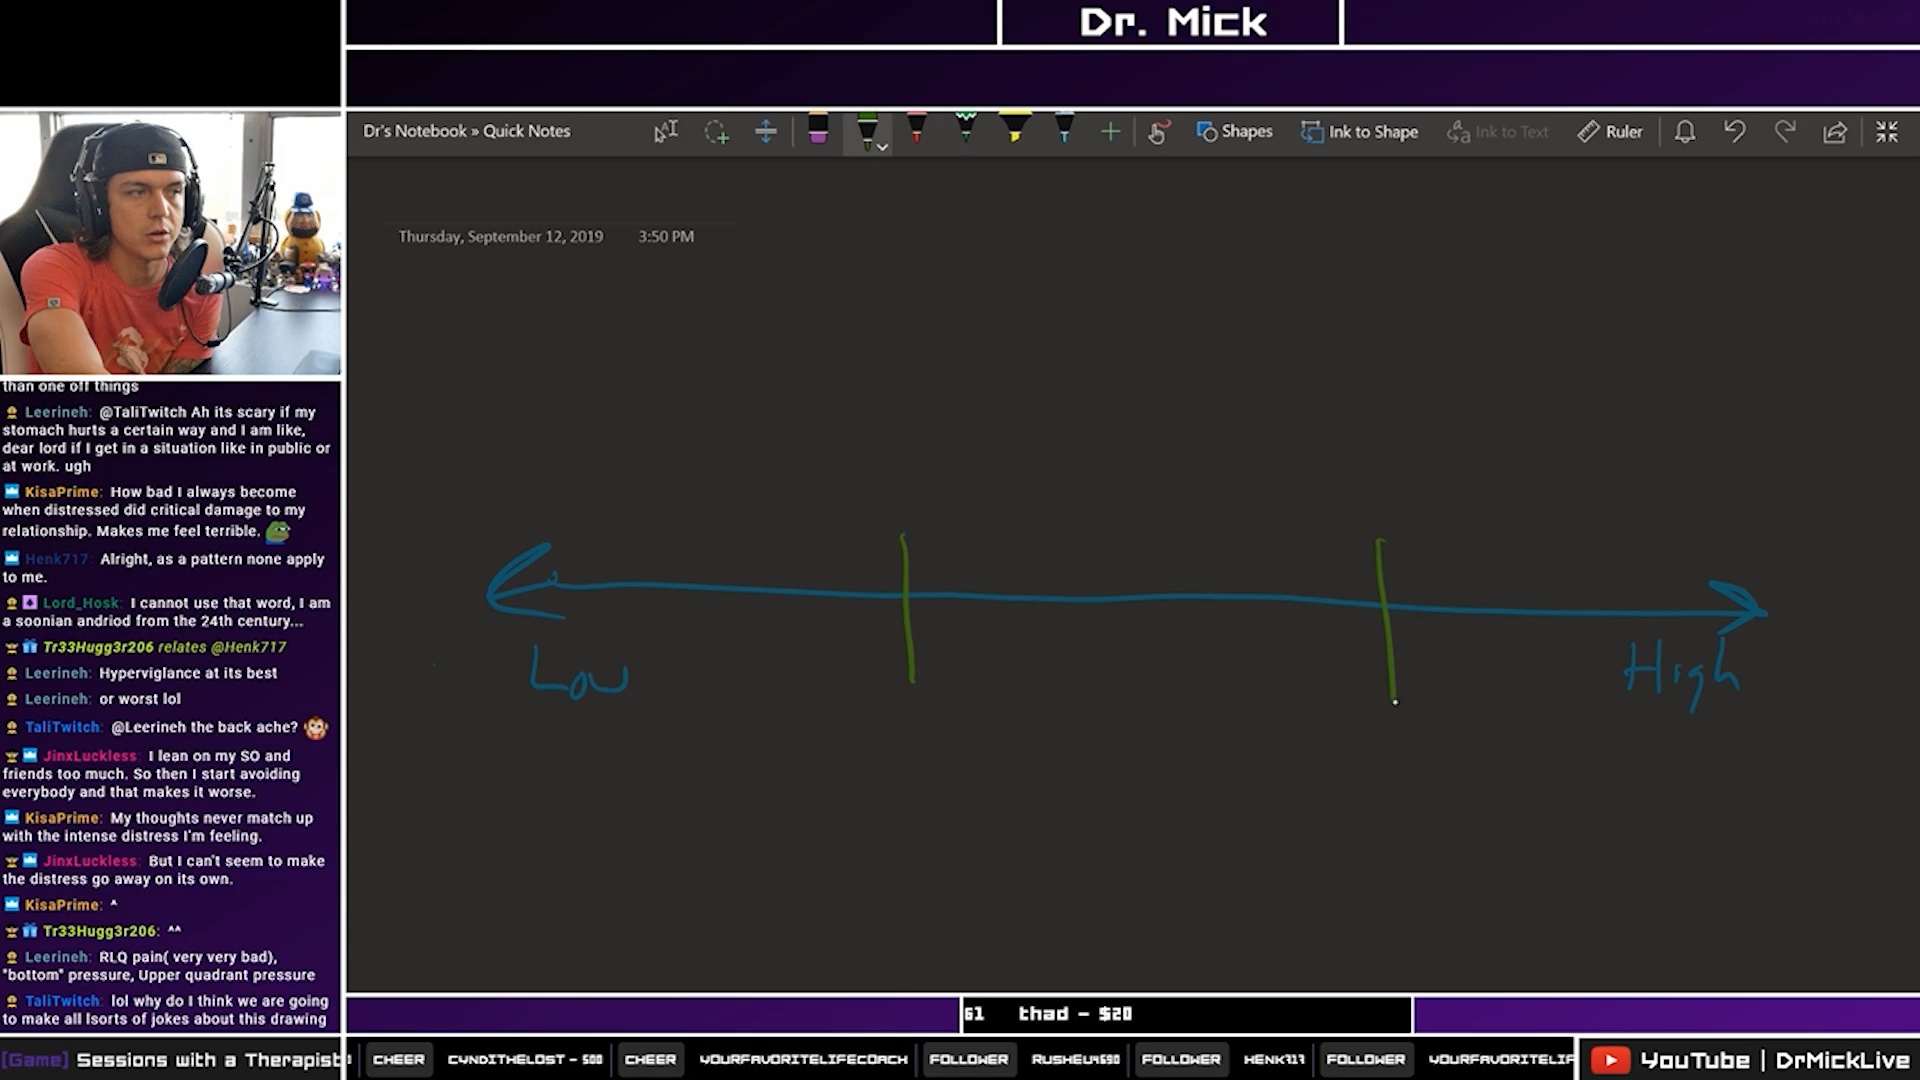 Dr. Mick
Dr's Notebook » Quick Notes
Shapes
Ink to Shape
Ink to Text
Ruler
Thursday, September 12, 2019 3:50 PM
Low
High
than one off things
Leerineh: @TaliTwitch Ah its scary if my
stomach hurts a certain way and I am like,
dear lord if I get in a situation like in public or
at work. ugh
KisaPrime: How bad I always become
when distressed did critical damage to my
relationship. Makes me feel terrible.
Henk717: Alright, as a pattern none apply
to me.
Lord_Hosk: I cannot use that word, I am
a soonian andriod from the 24th century...
Tr33Hugg3r206 relates @Henk717
Leerineh: Hyperviglance at its best
Leerineh: or worst lol
TaliTwitch: @Leerineh the back ache?
JinxLuckless: I lean on my SO and
friends too much. So then I start avoiding
everybody and that makes it worse.
KisaPrime: My thoughts never match up
with the intense distress I'm feeling.
JinxLuckless: But I can't seem to make
the distress go away on its own.
KisaPrime: ^
Tr33Hugg3r206: ^^
Leerineh: RLQ pain( very very bad),
"bottom" pressure, Upper quadrant pressure
TaliTwitch: lol why do I think we are going
to make all lsorts of jokes about this drawing
61 thad - $20
[Game] Sessions with a Therapist
CHEER CYNDITHELOST - 500 CHEER YOURFAVORITELIFECOACH FOLLOWER RUSHEU4590 FOLLOWER HENK717 FOLLOWER YOURFAVORITELIF
YouTube | DrMickLive